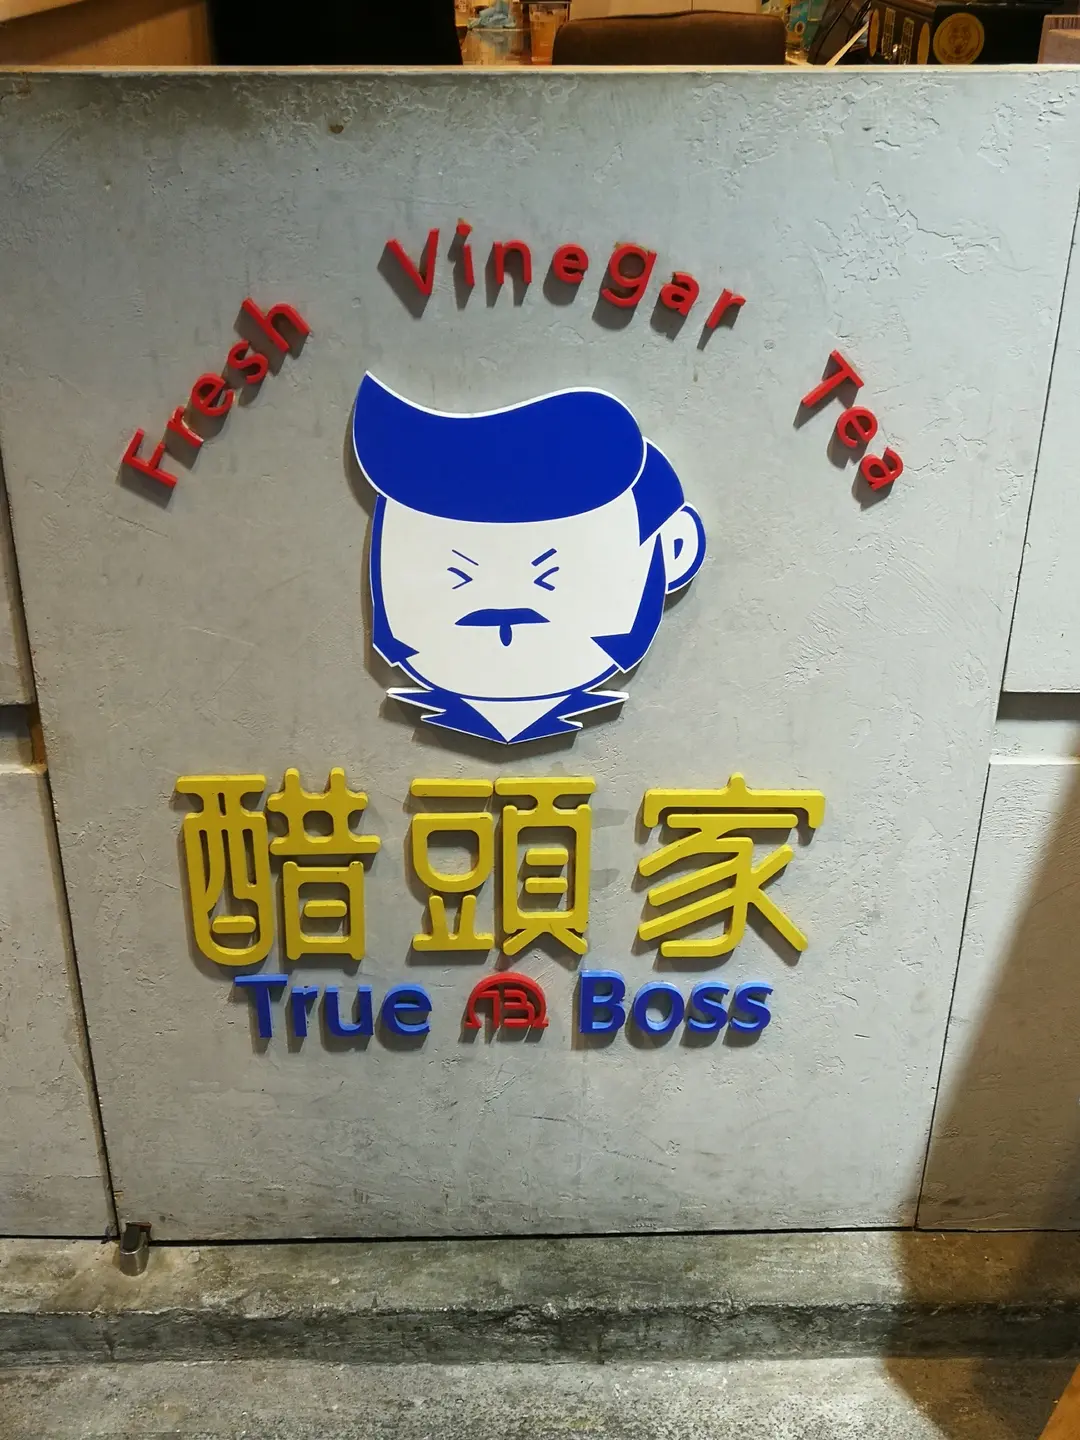 Fresh Vinegar Tea
醋頭家
True Boss